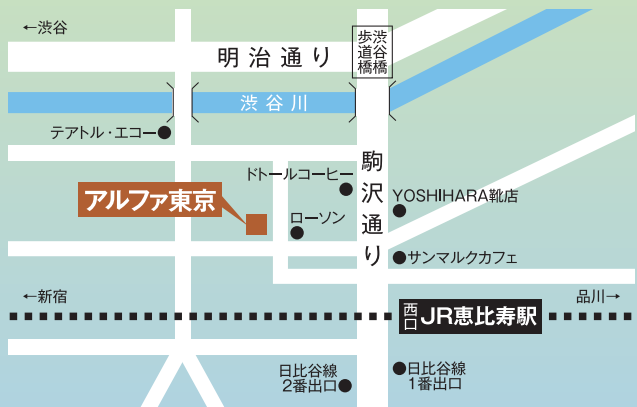 ←渋谷
明治通り
渋谷橋
歩道橋
渋谷川
テアトル・エコー
ドトールコーヒー
駒沢通り
YOSHIHARA靴店
アルファ東京
ローソン
サンマルクカフェ
←新宿
品川→
西口
JR恵比寿駅
日比谷線
2番出口
日比谷線
1番出口